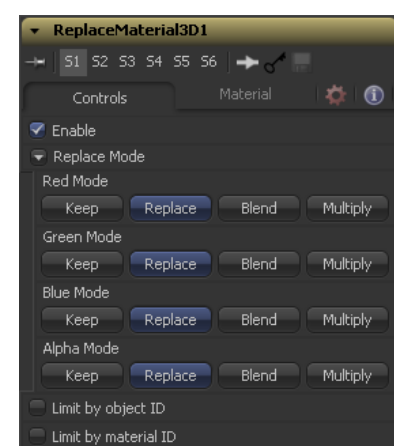 ReplaceMaterial3D1
S1 S2 S3 S4 S5 S6
Controls Material
Enable
Replace Mode
Red Mode
Keep Replace Blend Multiply
Green Mode
Keep Replace Blend Multiply
Blue Mode
Keep Replace Blend Multiply
Alpha Mode
Keep Replace Blend Multiply
Limit by object ID
Limit by material ID